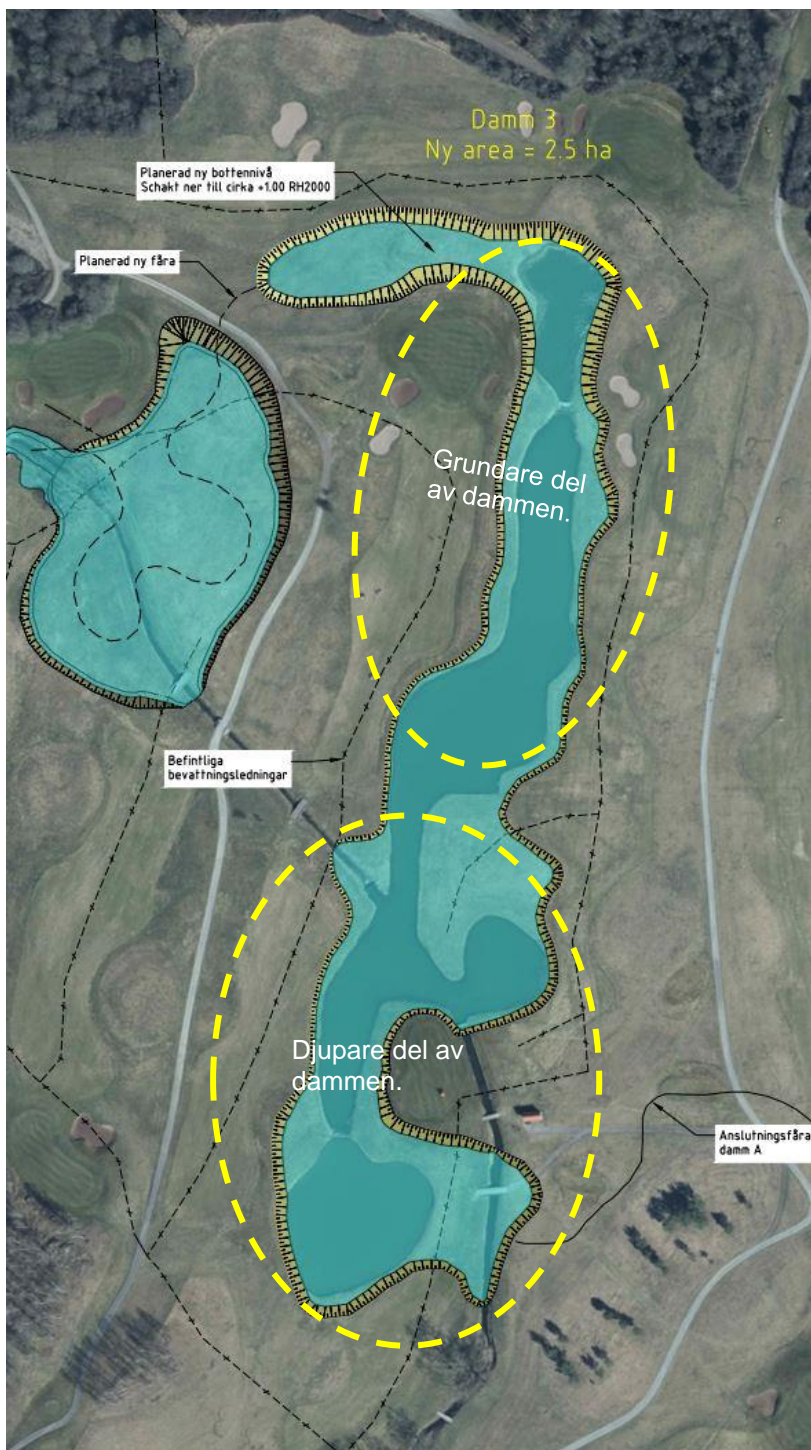 Damm 3
Ny area = 2.5 ha
Planerad ny bottennivå
Schakt ner till cirka +1.00 RH2000
Planerad ny fåra
Grundare del
av dammen.
Befintliga
bevattningsledningar
Djupare del av
dammen.
Anslutningsfåra
damm A